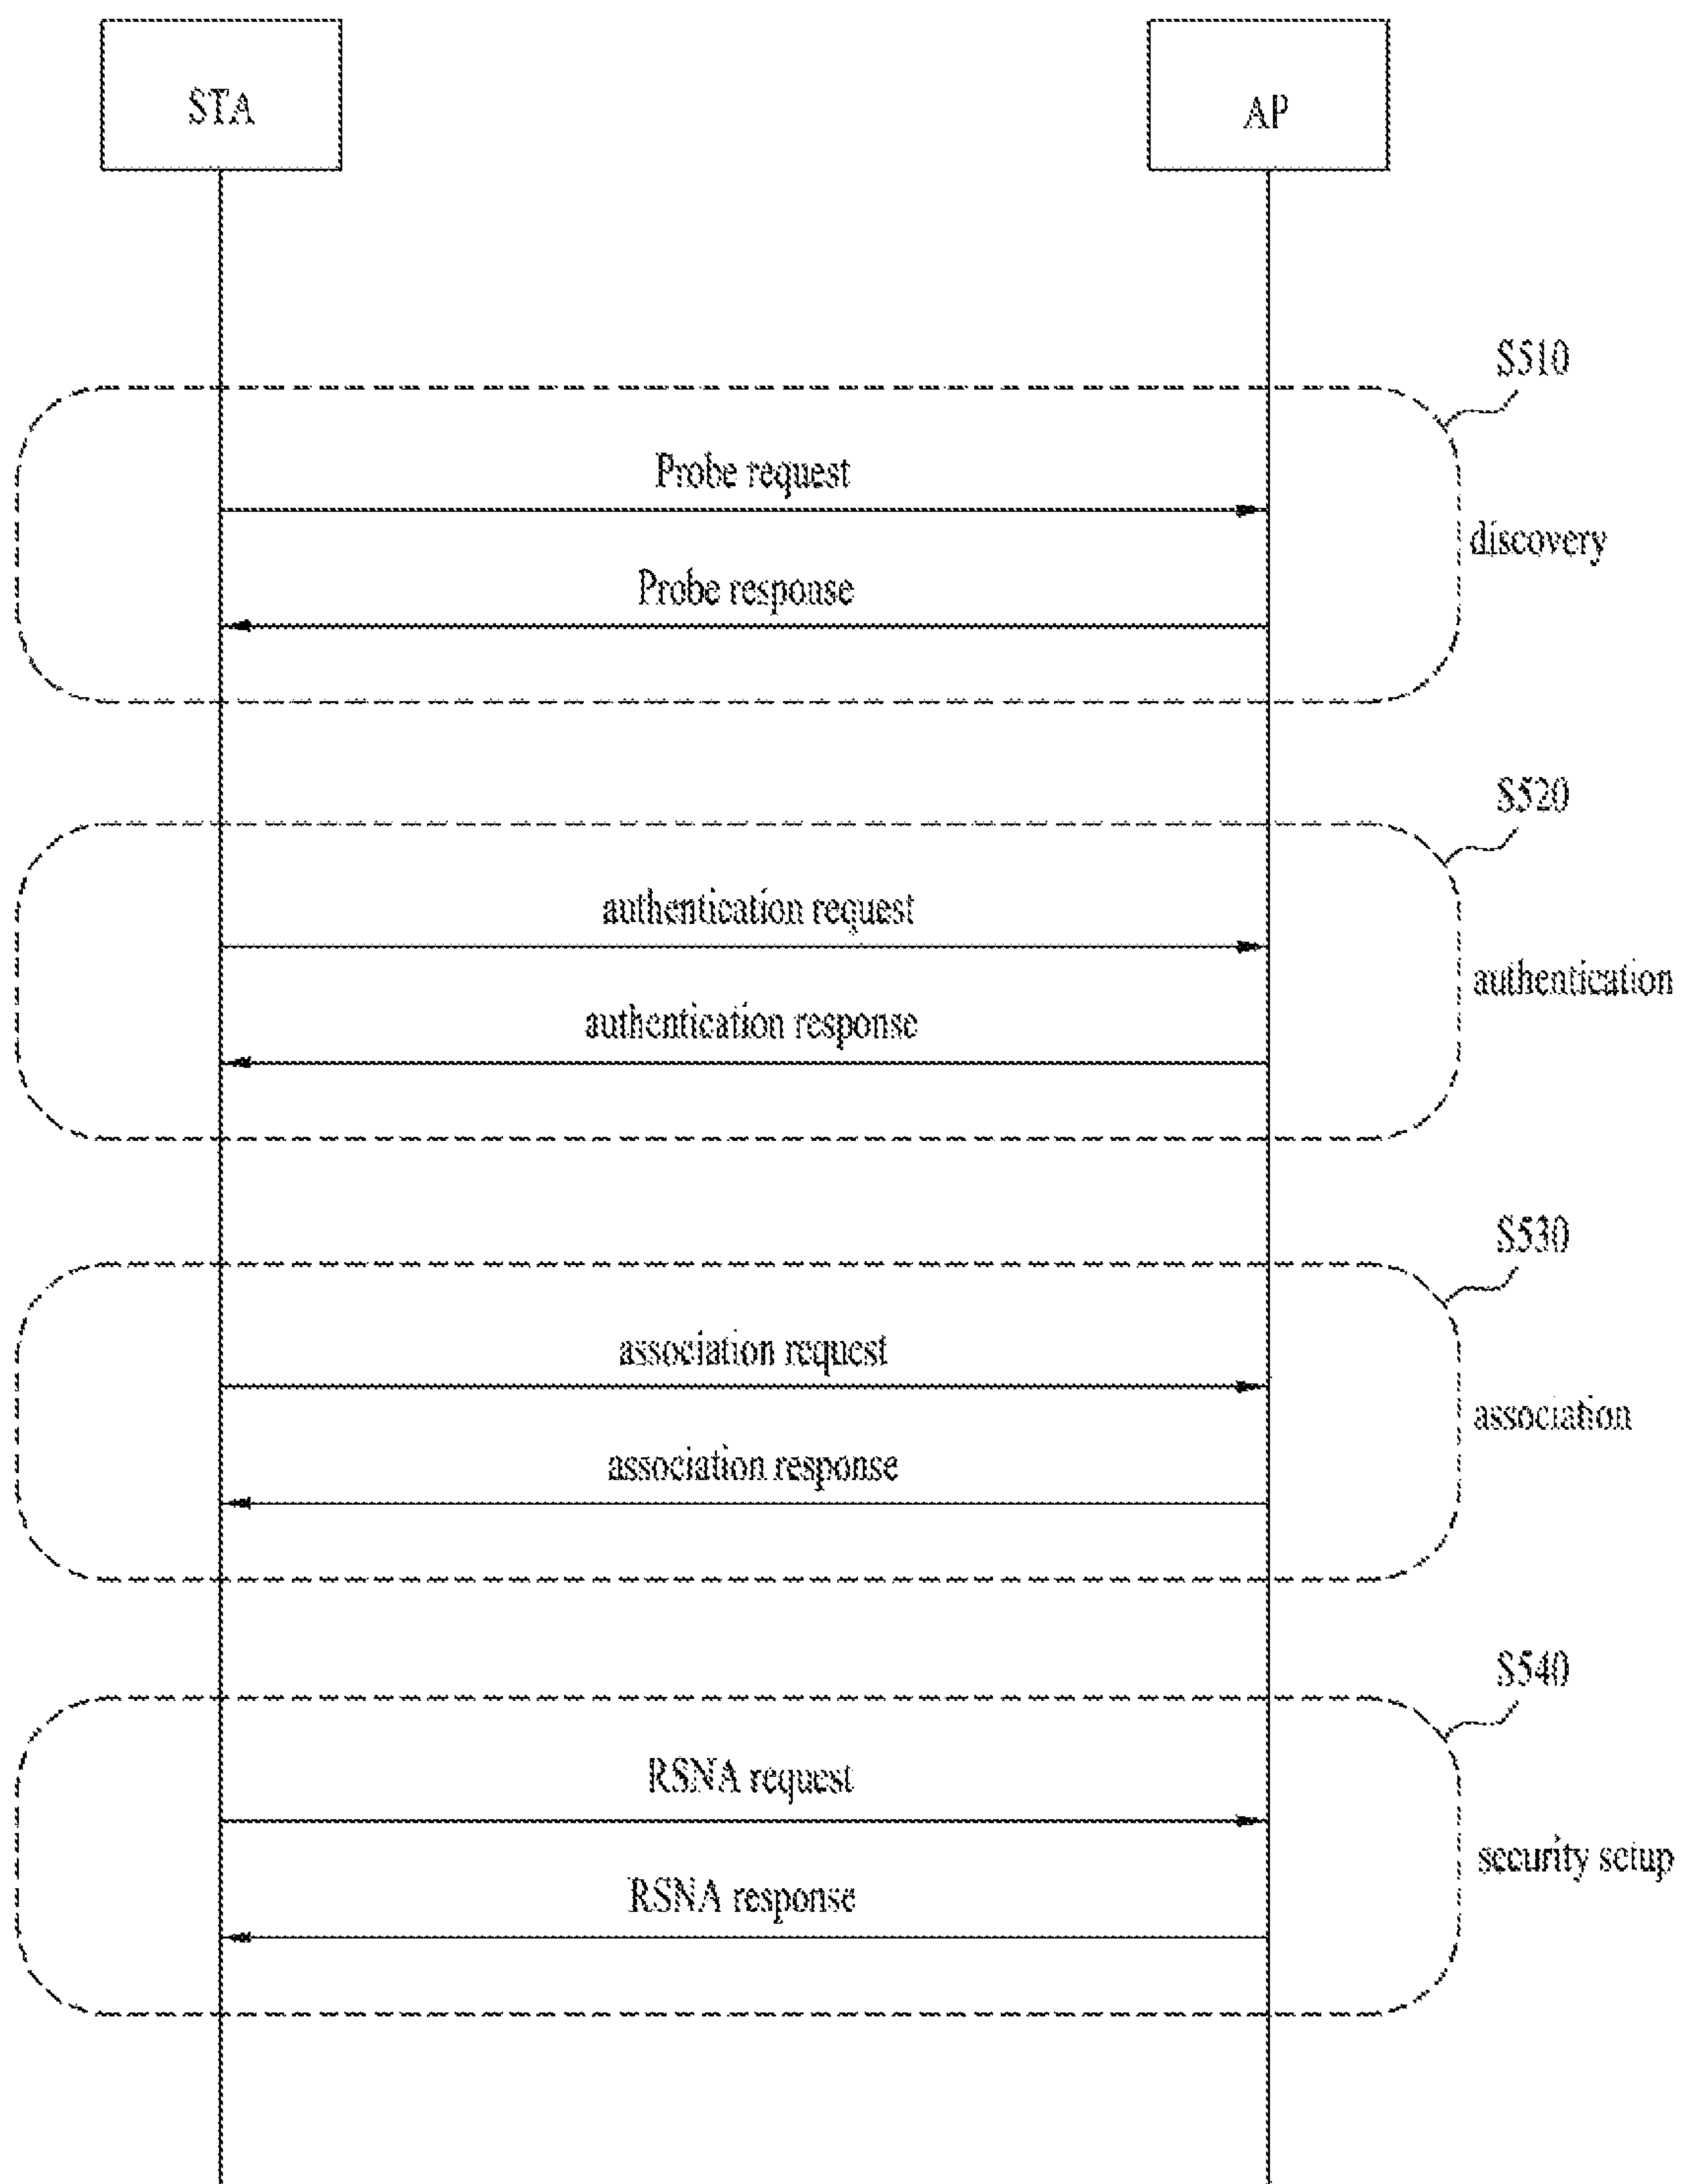 STA
AP
S510
Probe request
discovery
Probe response
S520
authentication request
authentication
authentication response
S530
association request
association
association response
S540
RSNA request
security setup
RSNA response